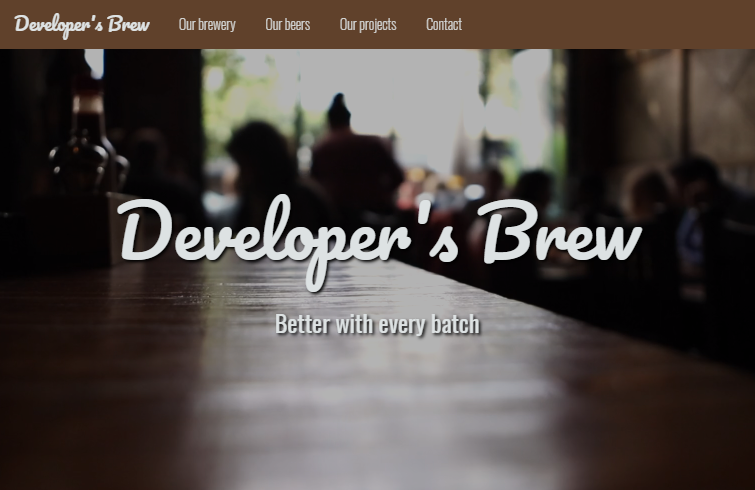 Developer's Brew Our brewery Our beers Our projects Contact
Developer's Brew
Better with every batch